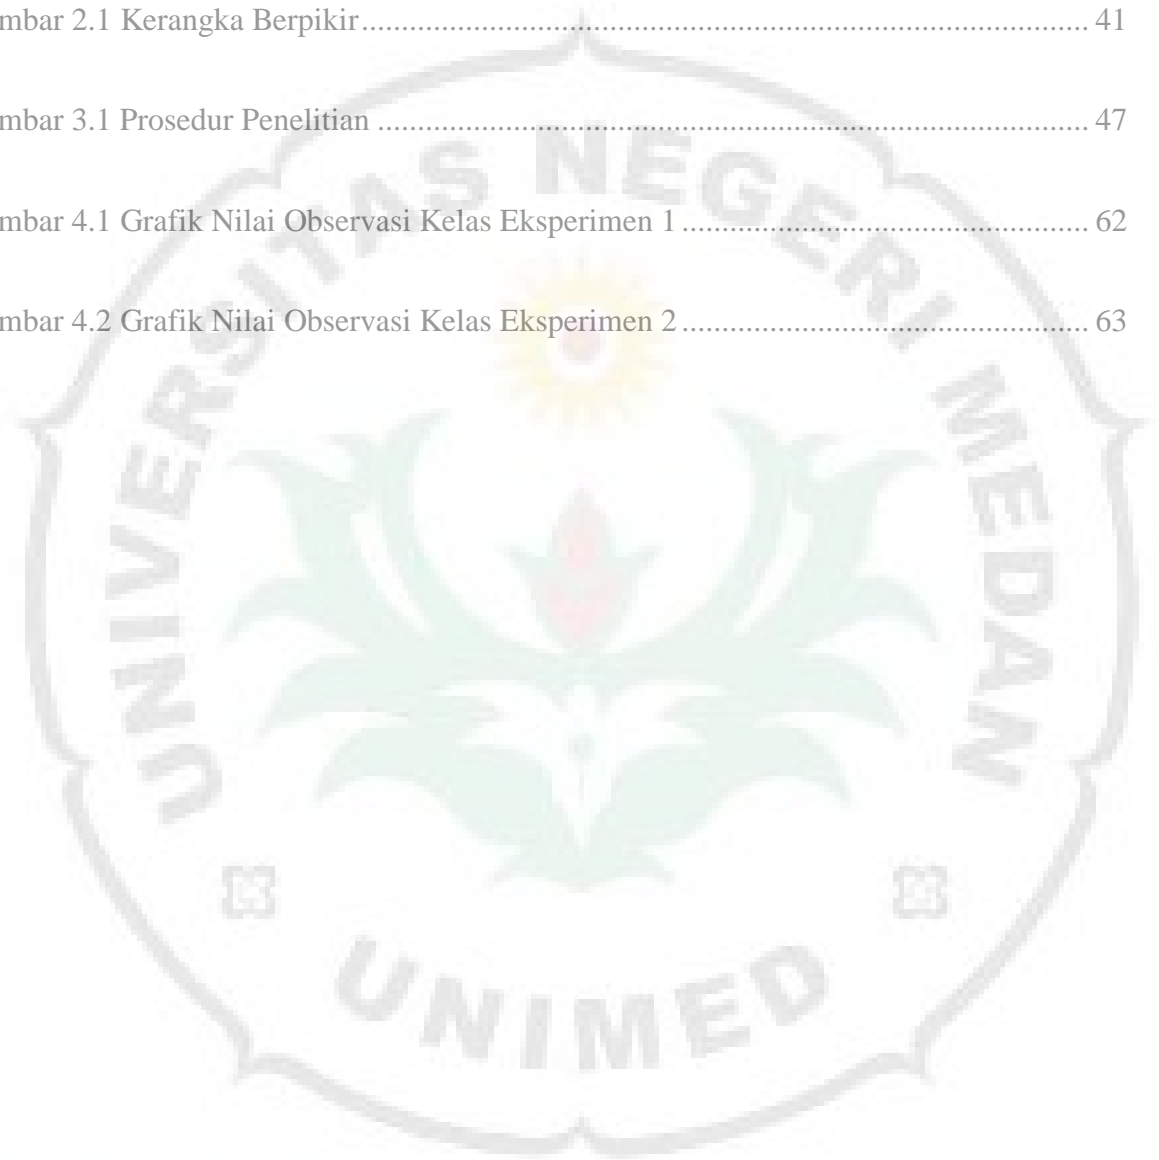 mbar 2.1 Kerangka Berpikir ............................................................................. 41
mbar 3.1 Prosedur Penelitian ........................................................................... 47
mbar 4.1 Grafik Nilai Observasi Kelas Eksperimen 1 ........................................... 62
mbar 4.2 Grafik Nilai Observasi Kelas Eksperimen 2 ........................................... 63
UNIVERSITAS NEGERI MEDAN
UNIMED